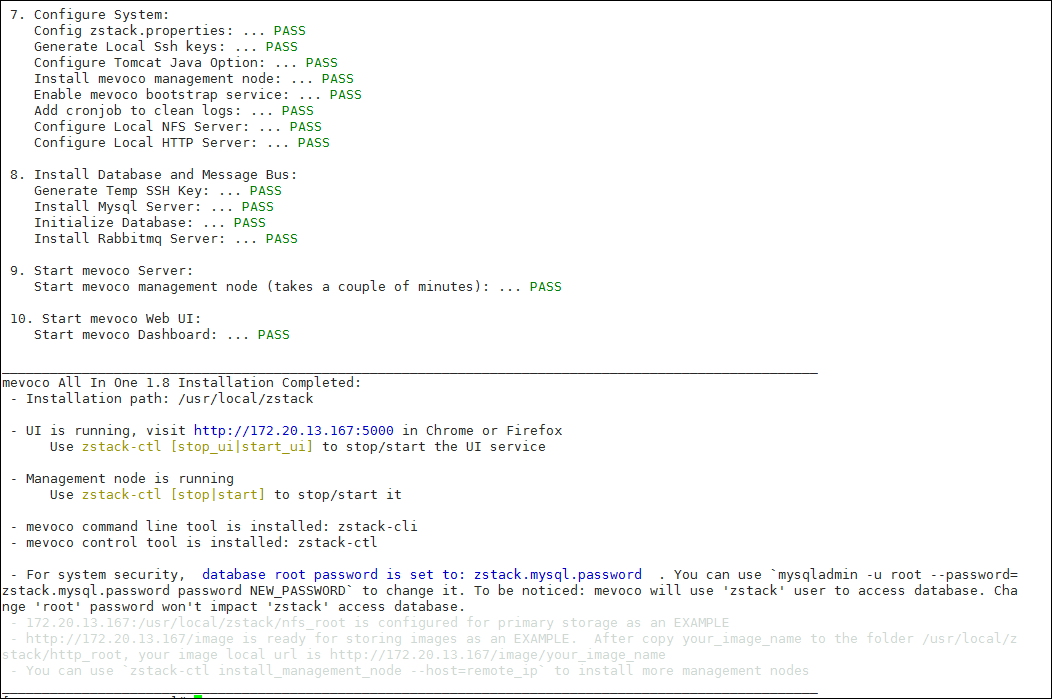 7. Configure System:
Config zstack.properties: ... PASS
Generate Local Ssh keys: ... PASS
Configure Tomcat Java Option: ... PASS
Install mevoco management node: ... PASS
Enable mevoco bootstrap service: ... PASS
Add cronjob to clean logs: ... PASS
Configure Local NFS Server: ... PASS
Configure Local HTTP Server: ... PASS
8. Install Database and Message Bus:
Generate Temp SSH Key: ... PASS
Install Mysql Server: ... PASS
Initialize Database: ... PASS
Install Rabbitmq Server: ... PASS
9. Start mevoco Server:
Start mevoco management node (takes a couple of minutes): ... PASS
10. Start mevoco Web UI:
Start mevoco Dashboard: ... PASS
mevoco All In One 1.8 Installation Completed:
- Installation path: /usr/local/zstack
- UI is running, visit http://172.20.13.167:5000 in Chrome or Firefox
Use zstack-ctl [stop_ui|start_ui] to stop/start the UI service
- Management node is running
Use zstack-ctl [stop|start] to stop/start it
- mevoco command line tool is installed: zstack-cli
- mevoco control tool is installed: zstack-ctl
- For system security,  database root password is set to: zstack.mysql.password  . You can use `mysqladmin -u root --password=
zstack.mysql.password password NEW_PASSWORD` to change it. To be noticed: mevoco will use 'zstack' user to access database. Cha
nge 'root' password won't impact 'zstack' access database.
- 172.20.13.167:/usr/local/zstack/nfs_root is configured for primary storage as an EXAMPLE
- http://172.20.13.167/image is ready for storing images as an EXAMPLE.  After copy your_image_name to the folder /usr/local/z
stack/http_root, your image local url is http://172.20.13.167/image/your_image_name
- You can use `zstack-ctl install_management_node --host=remote_ip` to install more management nodes